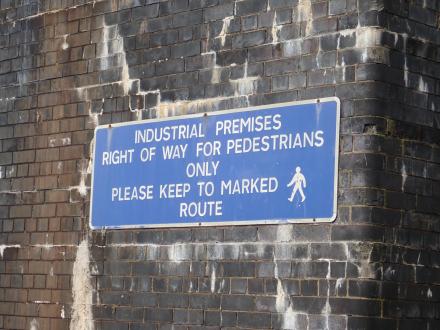 INDUSTRIAL PREMISES
RIGHT OF WAY FOR PEDESTRIANS
ONLY
PLEASE KEEP TO MARKED
ROUTE